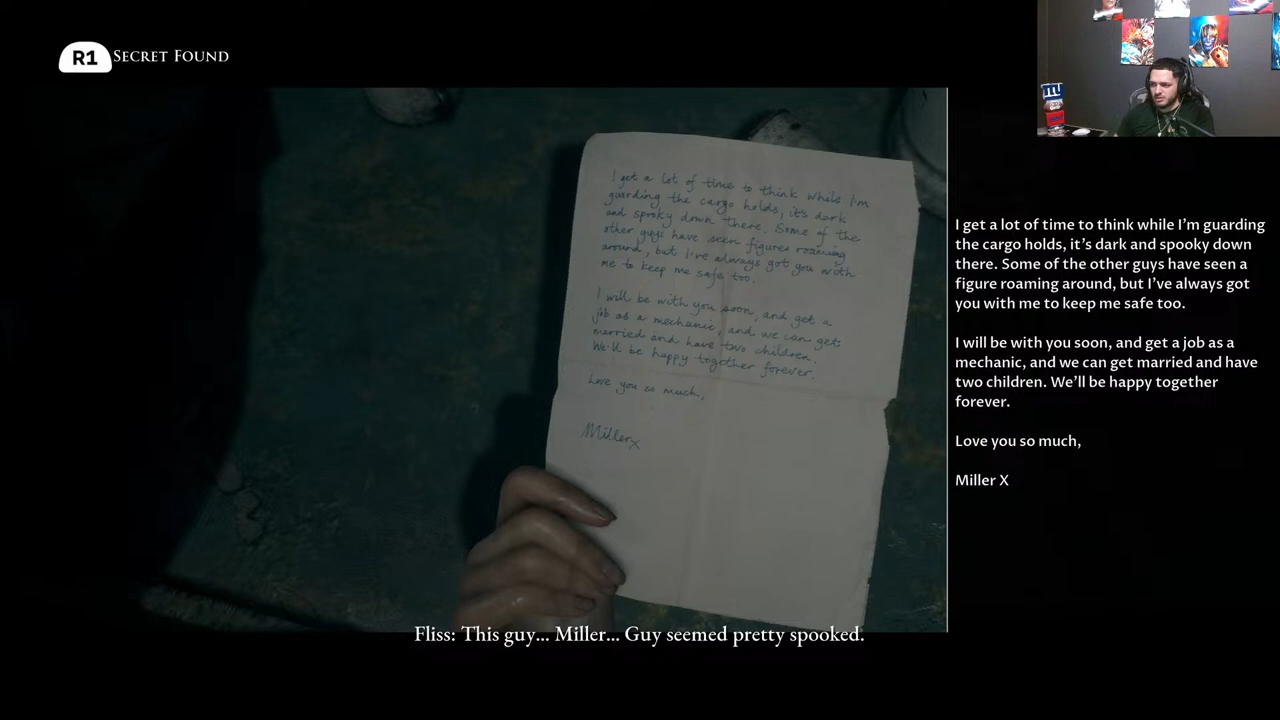 R1 SECRET FOUND
I get a lot of time to think while I'm
guarding the cargo holds, it's dark
and spooky down there. Some of the
other guys have seen figures roaming
around, but I've always got you with
me to keep me safe too.
I will be with you soon, and get a
job as a mechanic, and we can get
married and have two children.
We'll be happy together forever.
Love you so much,
Miller x
I get a lot of time to think while I'm guarding
the cargo holds, it's dark and spooky down
there. Some of the other guys have seen a
figure roaming around, but I've always got
you with me to keep me safe too.
I will be with you soon, and get a job as a
mechanic, and we can get married and have
two children. We'll be happy together
forever.
Love you so much,
Miller X
Fliss: This guy... Miller... Guy seemed pretty spooked.